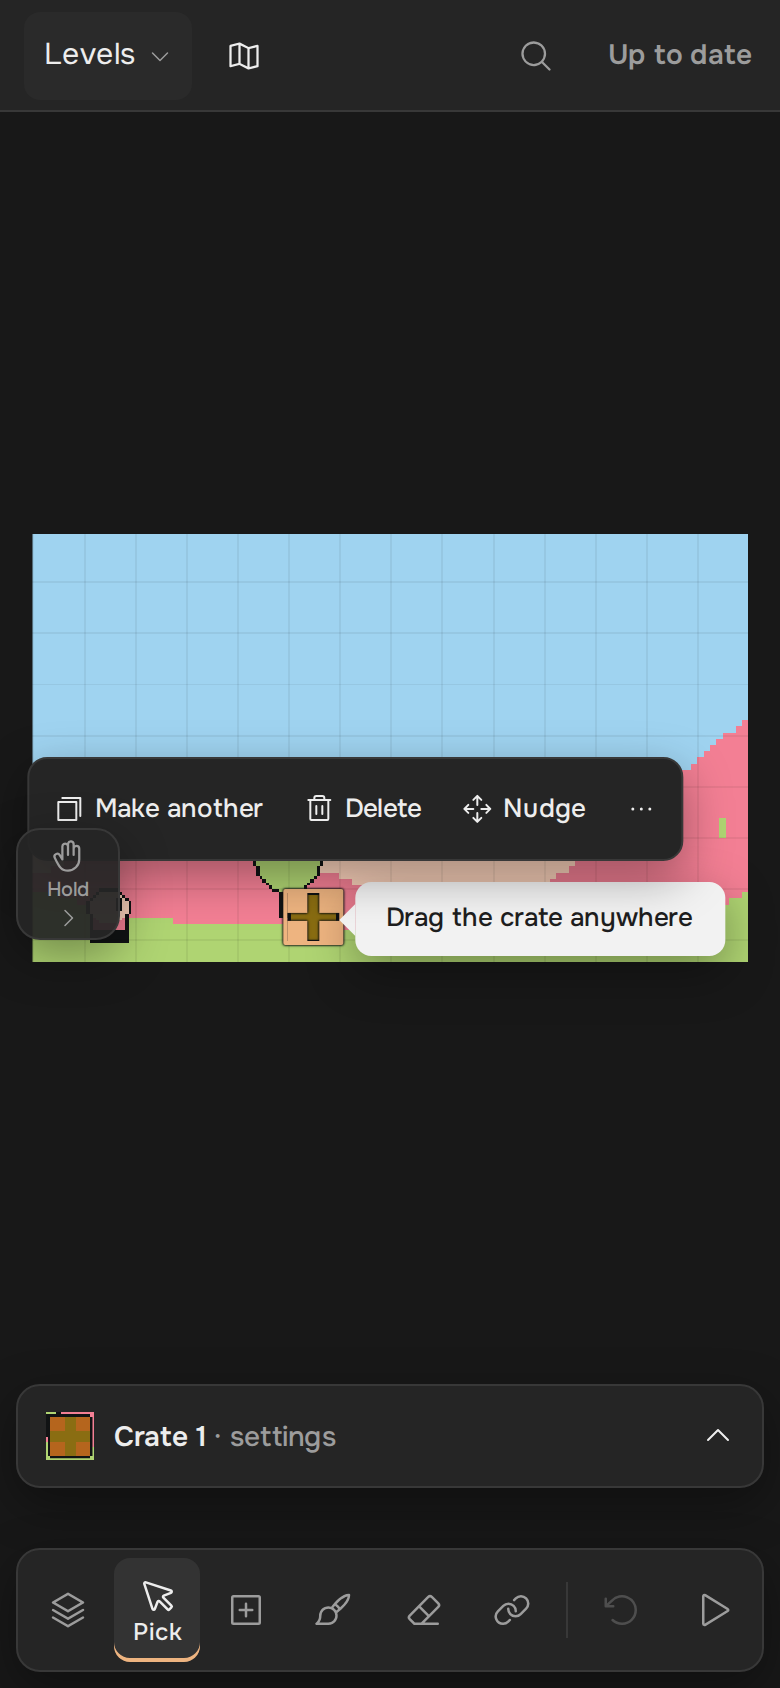 Levels
Up to date
Make another
Delete
Nudge
Hold
Drag the crate anywhere
Crate 1 · settings
Pick